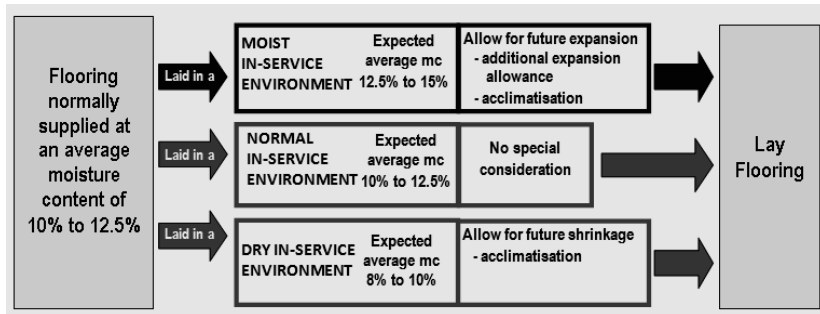 Flooring
normally
supplied at
an average
moisture
content of
10% to 12.5%
Laid in a
MOIST
IN-SERVICE
ENVIRONMENT
Expected
average mc
12.5% to 15%
Allow for future expansion
- additional expansion
allowance
- acclimatisation
Laid in a
NORMAL
IN-SERVICE
ENVIRONMENT
Expected
average mc
10% to 12.5%
No special
consideration
Laid in a
DRY IN-SERVICE
ENVIRONMENT
Expected
average mc
8% to 10%
Allow for future shrinkage
- acclimatisation
Lay
Flooring